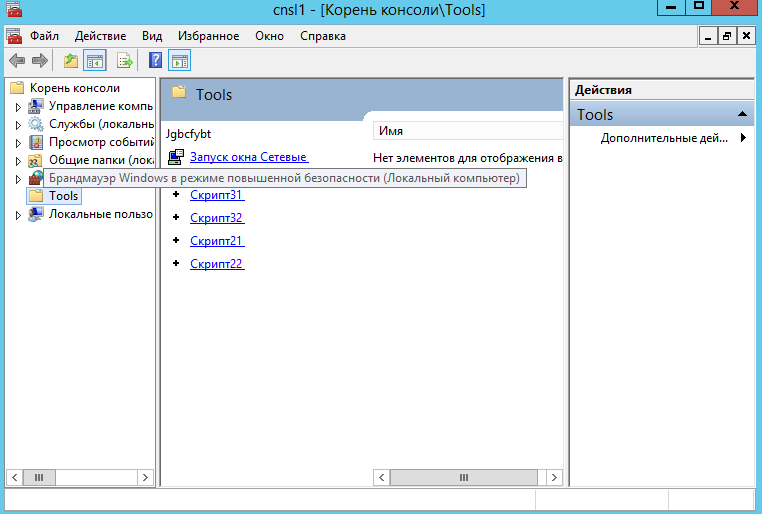 cnsl1 - [Корень консоли\Tools]
Файл Действие Вид Избранное Окно Справка
Корень консоли
Управление компь
Службы (локальнь
Просмотр событий
Общие папки (лока
Брандмауэр Windows в режиме повышенной безопасности (Локальный компьютер)
Tools
Локальные пользо
Tools
Jgbcfybt
Имя
Запуск окна Сетевые
Нет элементов для отображения в
Скрипт31
Скрипт32
Скрипт21
Скрипт22
Действия
Tools
Дополнительные дей...